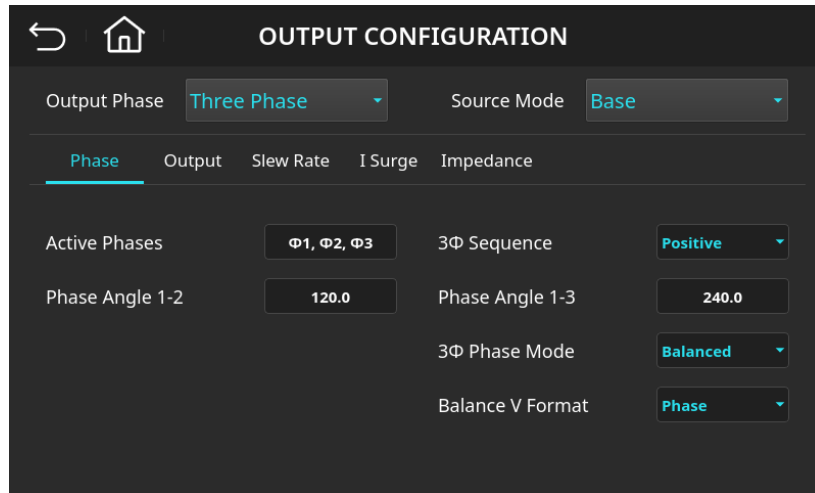 OUTPUT CONFIGURATION
Output Phase Three Phase Source Mode Base
Phase Output Slew Rate I Surge Impedance
Active Phases Φ1, Φ2, Φ3 3Φ Sequence Positive
Phase Angle 1-2 120.0 Phase Angle 1-3 240.0
3Φ Phase Mode Balanced
Balance V Format Phase